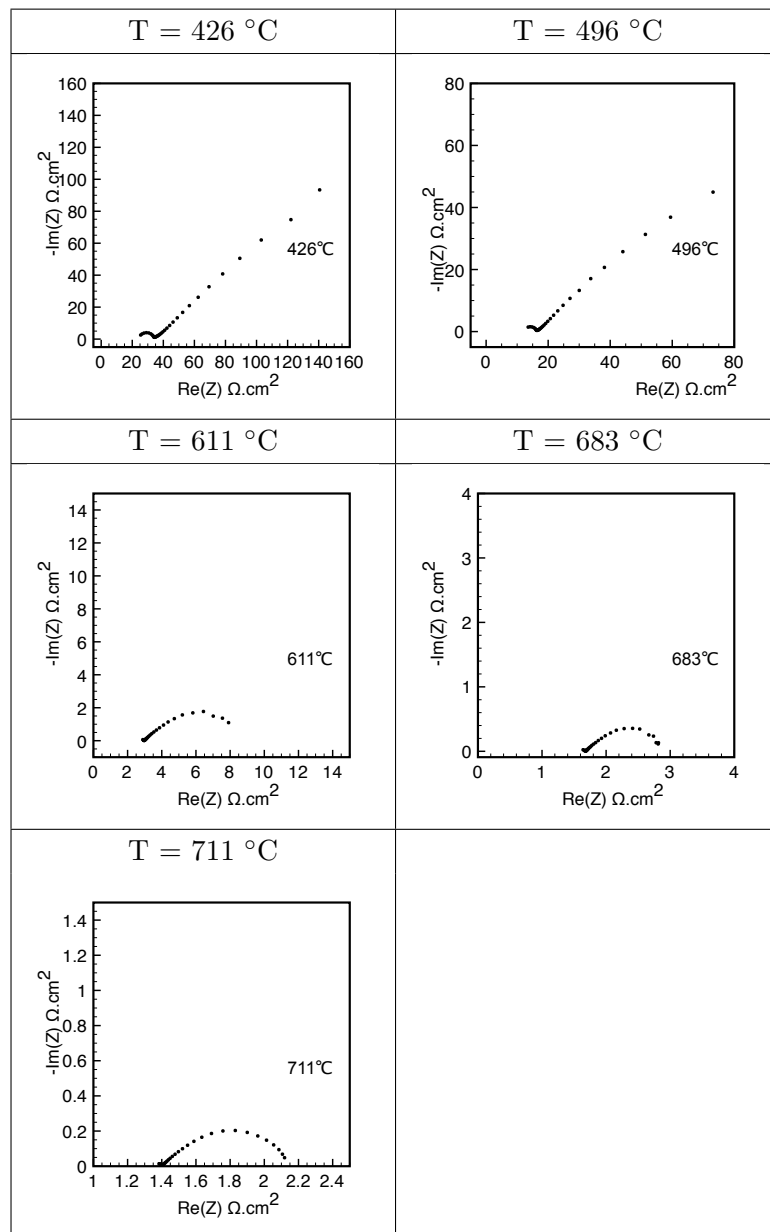 T = 426 °C
T = 496 °C
160
140
120
100
80
60
40
20
0
-Im(Z) Ω.cm²
426℃
0 20 40 60 80 100 120 140 160
Re(Z) Ω.cm²
80
60
40
20
0
-Im(Z) Ω.cm²
496℃
0 20 40 60 80
Re(Z) Ω.cm²
T = 611 °C
T = 683 °C
14
12
10
8
6
4
2
0
-Im(Z) Ω.cm²
611℃
0 2 4 6 8 10 12 14
Re(Z) Ω.cm²
4
3
2
1
0
-Im(Z) Ω.cm²
683℃
0 1 2 3 4
Re(Z) Ω.cm²
T = 711 °C
1.4
1.2
1
0.8
0.6
0.4
0.2
0
-Im(Z) Ω.cm²
711℃
1 1.2 1.4 1.6 1.8 2 2.2 2.4
Re(Z) Ω.cm²